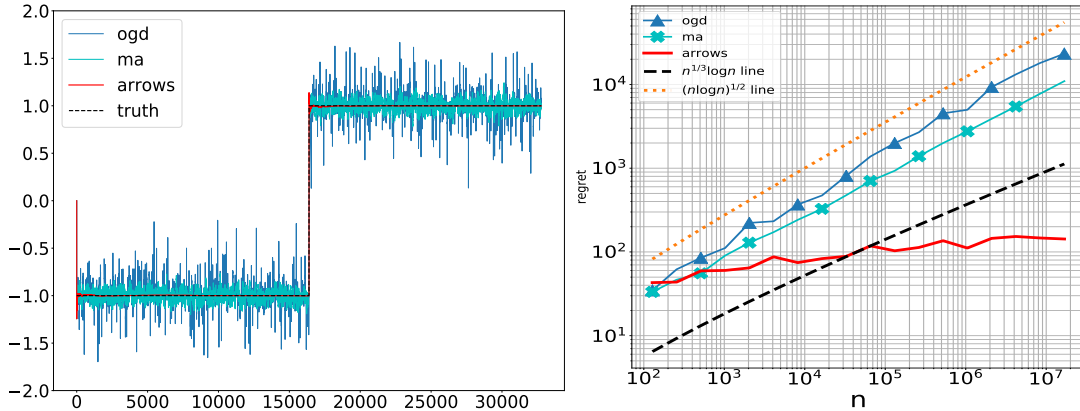 2.0
1.5
1.0
0.5
0.0
−0.5
−1.0
−1.5
−2.0
0
5000
10000
15000
20000
25000
30000
ogd
ma
arrows
truth
ogd
ma
arrows
n^{1/3}logn line
(nlogn)^{1/2} line
10^4
10^3
10^2
10^1
regret
10^2
10^3
10^4
10^5
10^6
10^7
n